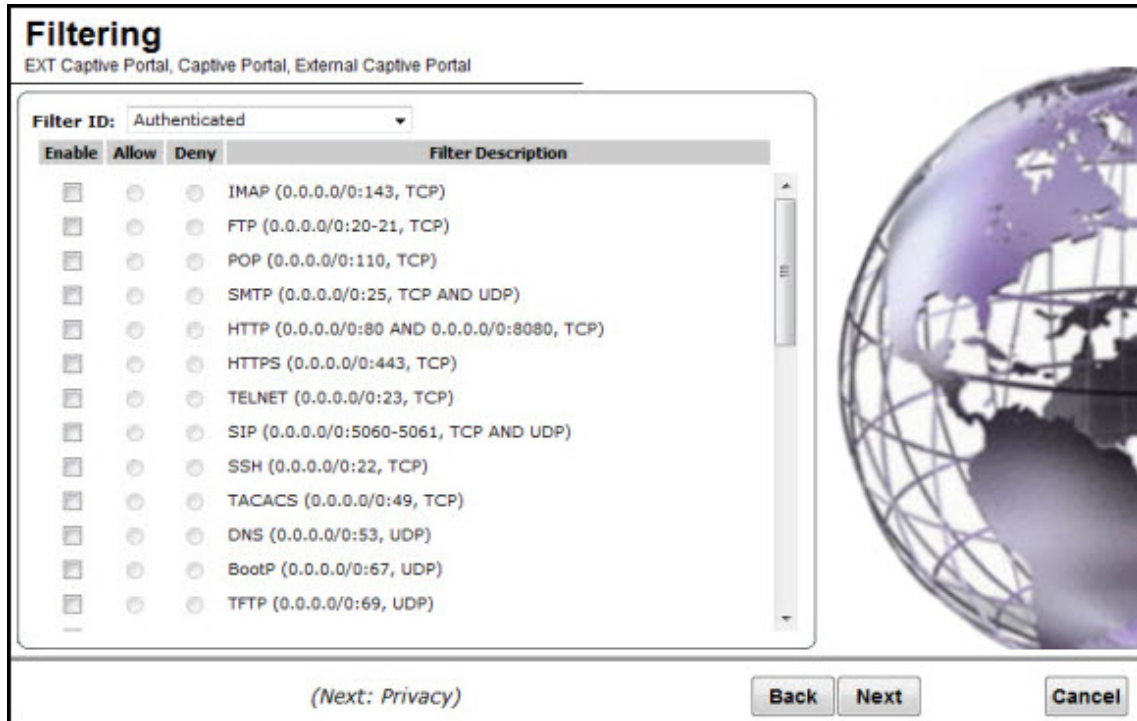 Filtering
EXT Captive Portal, Captive Portal, External Captive Portal
Filter ID: Authenticated
Enable Allow Deny Filter Description
IMAP (0.0.0.0/0:143, TCP)
FTP (0.0.0.0/0:20-21, TCP)
POP (0.0.0.0/0:110, TCP)
SMTP (0.0.0.0/0:25, TCP AND UDP)
HTTP (0.0.0.0/0:80 AND 0.0.0.0/0:8080, TCP)
HTTPS (0.0.0.0/0:443, TCP)
TELNET (0.0.0.0/0:23, TCP)
SIP (0.0.0.0/0:5060-5061, TCP AND UDP)
SSH (0.0.0.0/0:22, TCP)
TACACS (0.0.0.0/0:49, TCP)
DNS (0.0.0.0/0:53, UDP)
BootP (0.0.0.0/0:67, UDP)
TFTP (0.0.0.0/0:69, UDP)
(Next: Privacy) Back Next Cancel